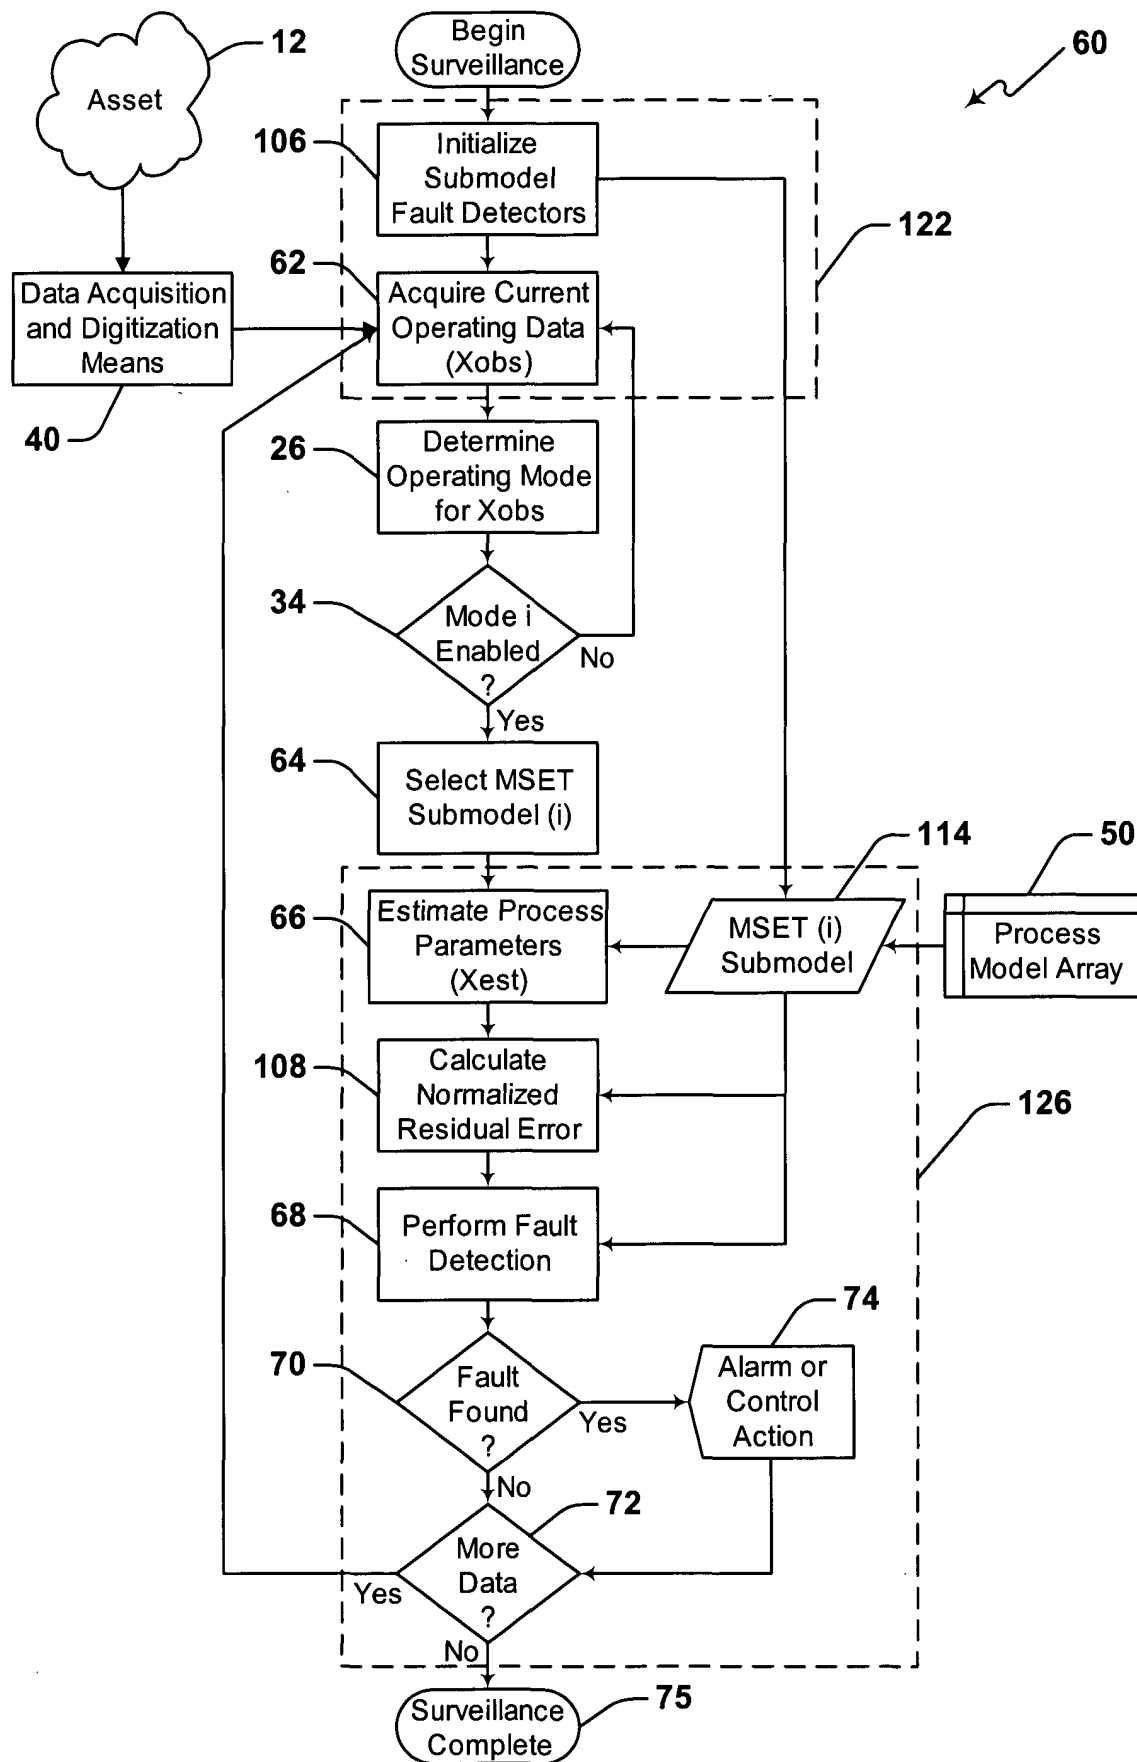 12
Asset
Begin
Surveillance
60
106
Initialize
Submodel
Fault Detectors
122
62
Data Acquisition
and Digitization
Means
Acquire Current
Operating Data
(Xobs)
40
26
Determine
Operating Mode
for Xobs
34
Mode i
Enabled
?
No
Yes
64
Select MSET
Submodel (i)
114
50
66
Estimate Process
Parameters
(Xest)
MSET (i)
Submodel
Process
Model Array
108
Calculate
Normalized
Residual Error
126
68
Perform Fault
Detection
74
70
Fault
Found
?
Yes
Alarm or
Control
Action
No
72
More
Data
?
Yes
No
75
Surveillance
Complete